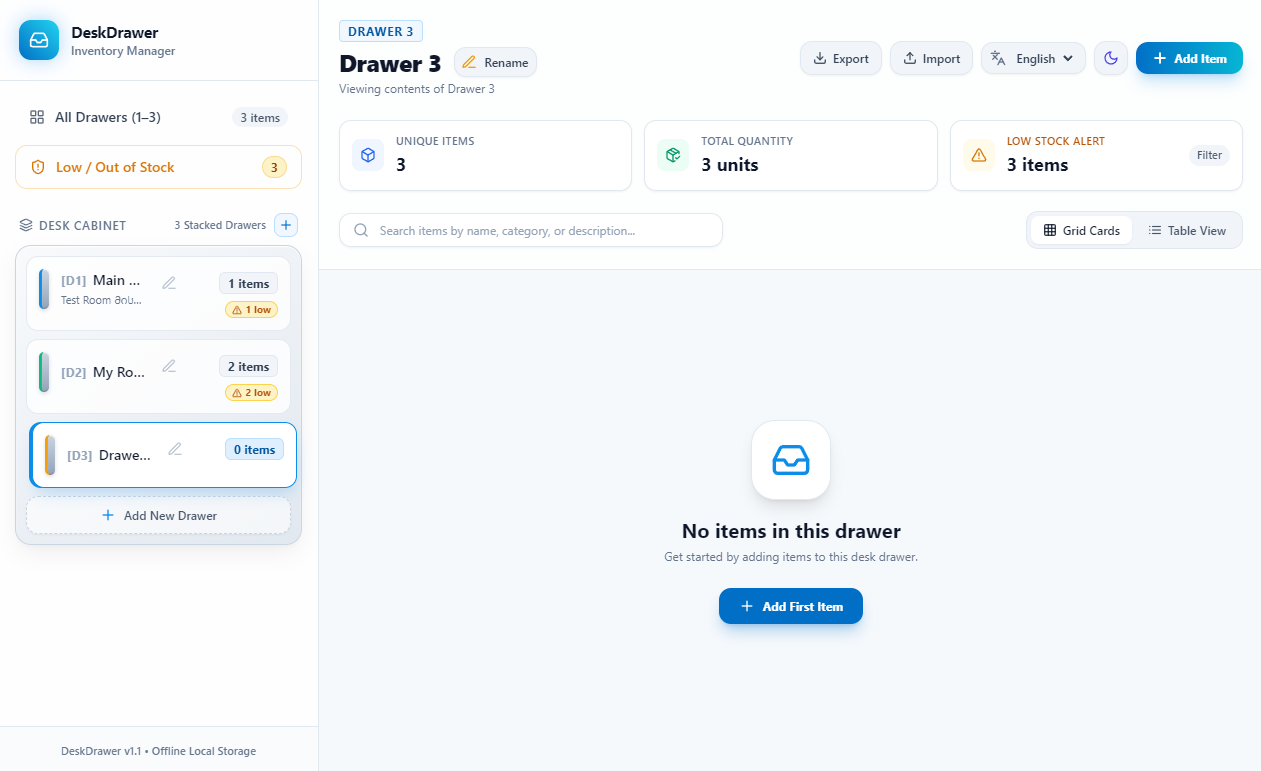 DeskDrawer
Inventory Manager
All Drawers (1–3)
3 items
Low / Out of Stock
3
DESK CABINET
3 Stacked Drawers
[D1] Main ...
1 items
Test Room
1 low
[D2] My Ro...
2 items
2 low
[D3] Drawe...
0 items
Add New Drawer
DeskDrawer v1.1 • Offline Local Storage
DRAWER 3
Drawer 3
Rename
Viewing contents of Drawer 3
Export
Import
English
Add Item
UNIQUE ITEMS
3
TOTAL QUANTITY
3 units
LOW STOCK ALERT
3 items
Filter
Search items by name, category, or description...
Grid Cards
Table View
No items in this drawer
Get started by adding items to this desk drawer.
Add First Item